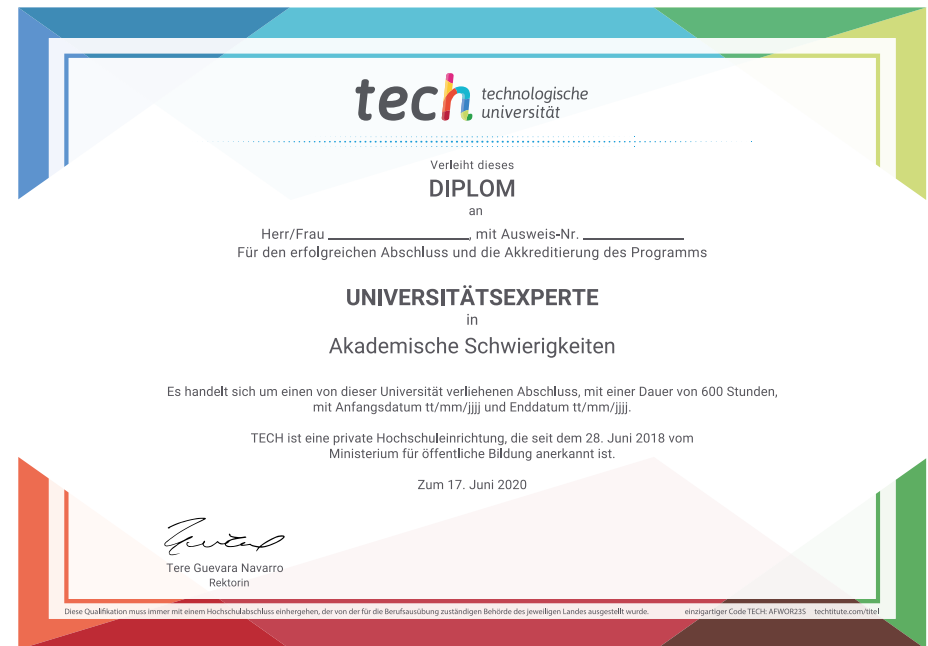 tech technologische
universität
Verleiht dieses
DIPLOM
an
Herr/Frau ____________________, mit Ausweis-Nr. ______________
Für den erfolgreichen Abschluss und die Akkreditierung des Programms
UNIVERSITÄTSEXPERTE
in
Akademische Schwierigkeiten
Es handelt sich um einen von dieser Universität verliehenen Abschluss, mit einer Dauer von 600 Stunden,
mit Anfangsdatum tt/mm/jjjj und Enddatum tt/mm/jjjj.
TECH ist eine private Hochschuleinrichtung, die seit dem 28. Juni 2018 vom
Ministerium für öffentliche Bildung anerkannt ist.
Zum 17. Juni 2020
Tere Guevara Navarro
Rektorin
Diese Qualifikation muss immer mit einem Hochschulabschluss einhergehen, der von der für die Berufsausübung zuständigen Behörde des jeweiligen Landes ausgestellt wurde. einzigartiger Code TECH: AFWOR23S techtitute.com/titel